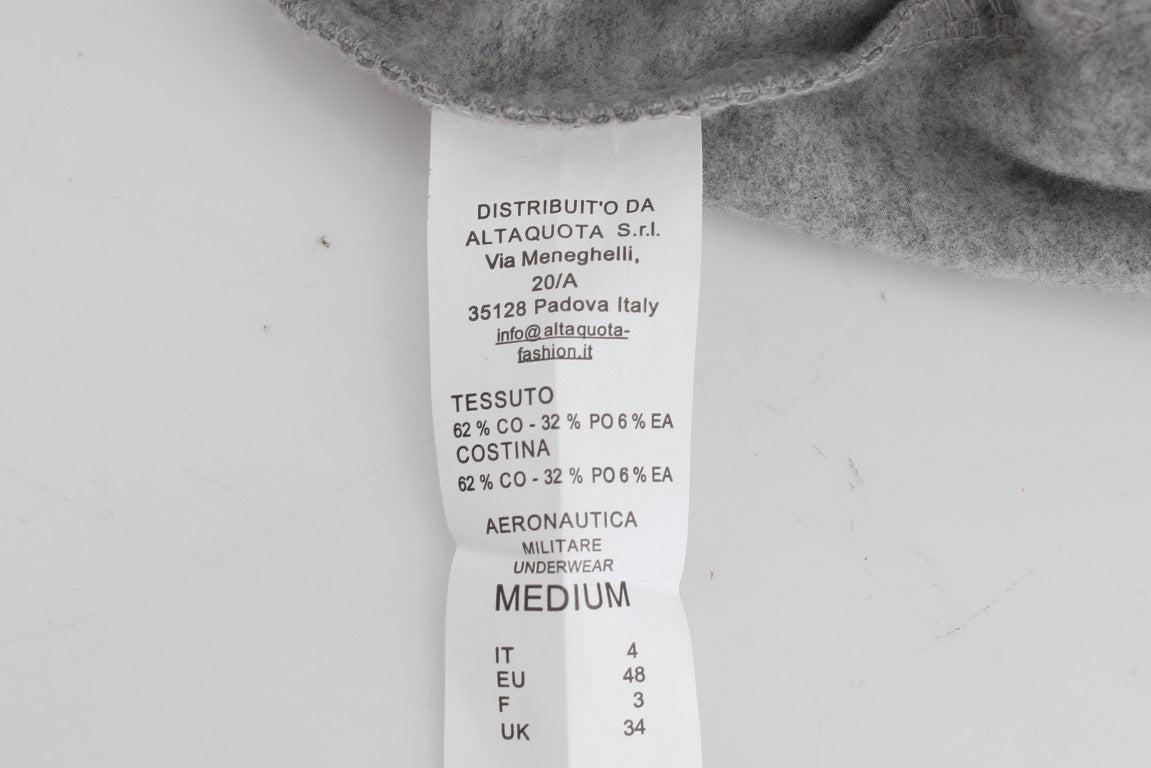 DISTRIBUIT'O DA
ALTAQUOTA S.r.l.
Via Meneghelli,
20/A
35128 Padova Italy
info@altaquota-
fashion.it
TESSUTO
62 % CO - 32 % PO 6 % EA
COSTINA
62 % CO - 32 % PO 6 % EA
AERONAUTICA
MILITARE
UNDERWEAR
MEDIUM
IT 4
EU 48
F 3
UK 34